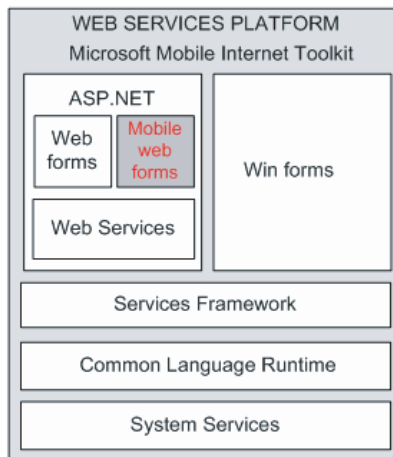 WEB SERVICES PLATFORM
Microsoft Mobile Internet Toolkit
ASP.NET
Web
forms
Mobile
web
forms
Web Services
Win forms
Services Framework
Common Language Runtime
System Services